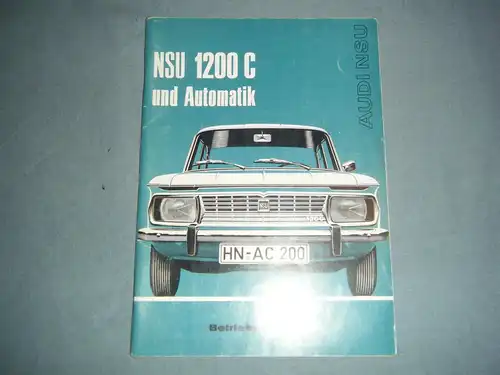 NSU 1200 C
und Automatik
AUDI NSU
HN-AC 200